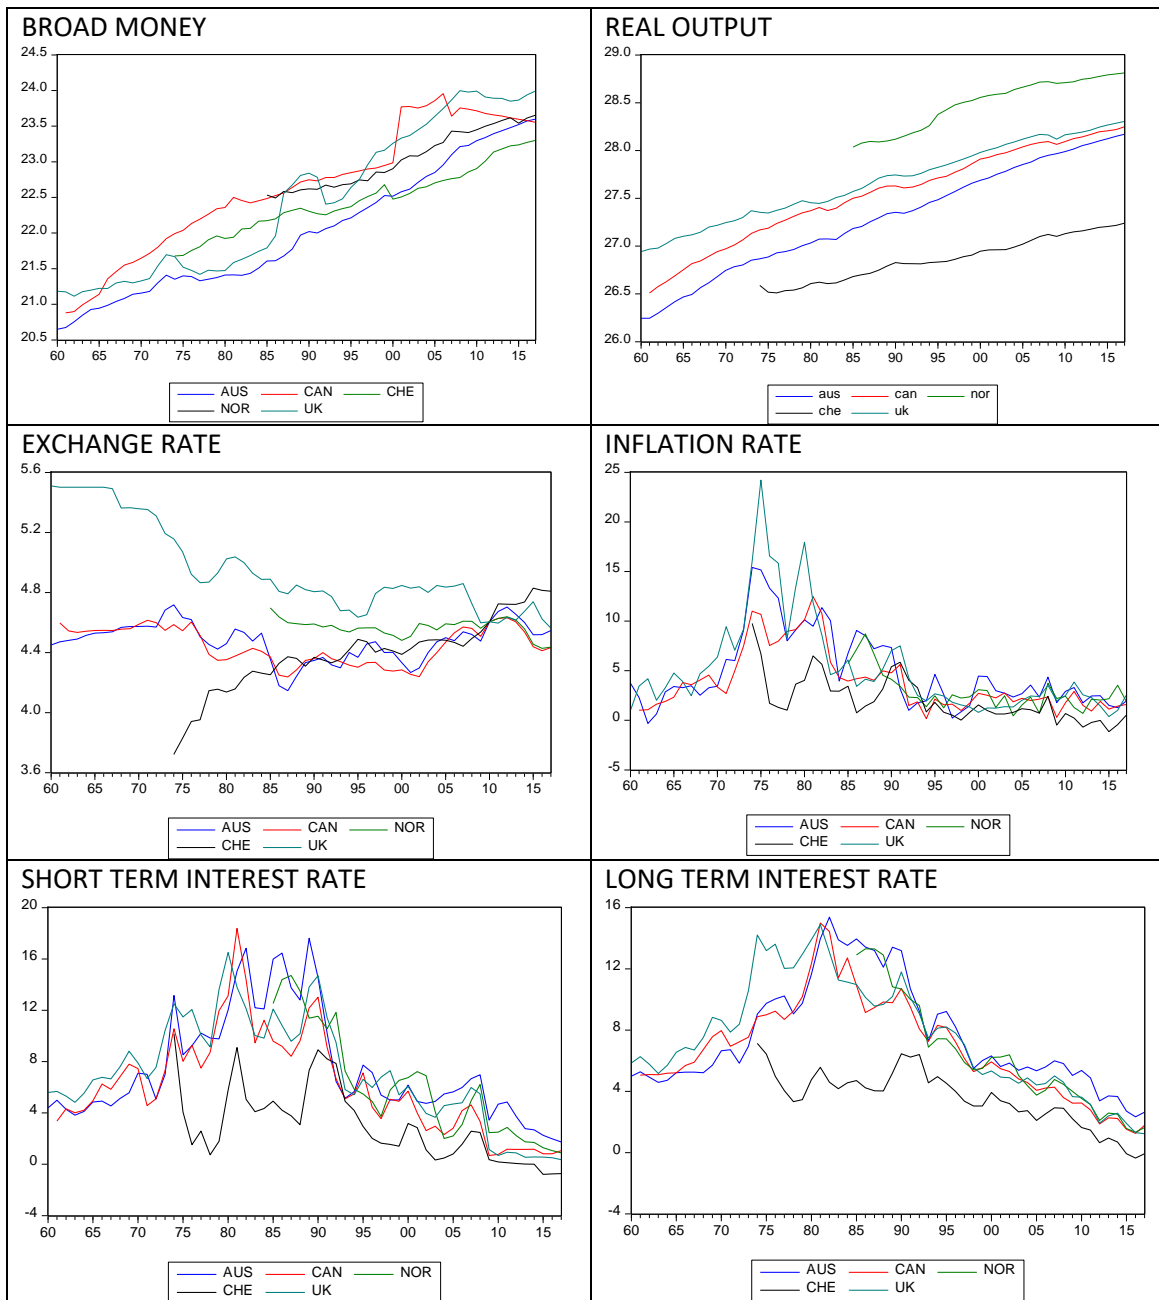 BROAD MONEY
24.5
24.0
23.5
23.0
22.5
22.0
21.5
21.0
20.5
60 65 70 75 80 85 90 95 00 05 10 15
AUS CAN CHE
NOR UK
REAL OUTPUT
29.0
28.5
28.0
27.5
27.0
26.5
26.0
60 65 70 75 80 85 90 95 00 05 10 15
aus can nor
che uk
EXCHANGE RATE
5.6
5.2
4.8
4.4
4.0
3.6
60 65 70 75 80 85 90 95 00 05 10 15
AUS CAN NOR
CHE UK
INFLATION RATE
25
20
15
10
5
0
-5
60 65 70 75 80 85 90 95 00 05 10 15
AUS CAN NOR
CHE UK
SHORT TERM INTEREST RATE
20
16
12
8
4
0
-4
60 65 70 75 80 85 90 95 00 05 10 15
AUS CAN NOR
CHE UK
LONG TERM INTEREST RATE
16
12
8
4
0
-4
60 65 70 75 80 85 90 95 00 05 10 15
AUS CAN NOR
CHE UK